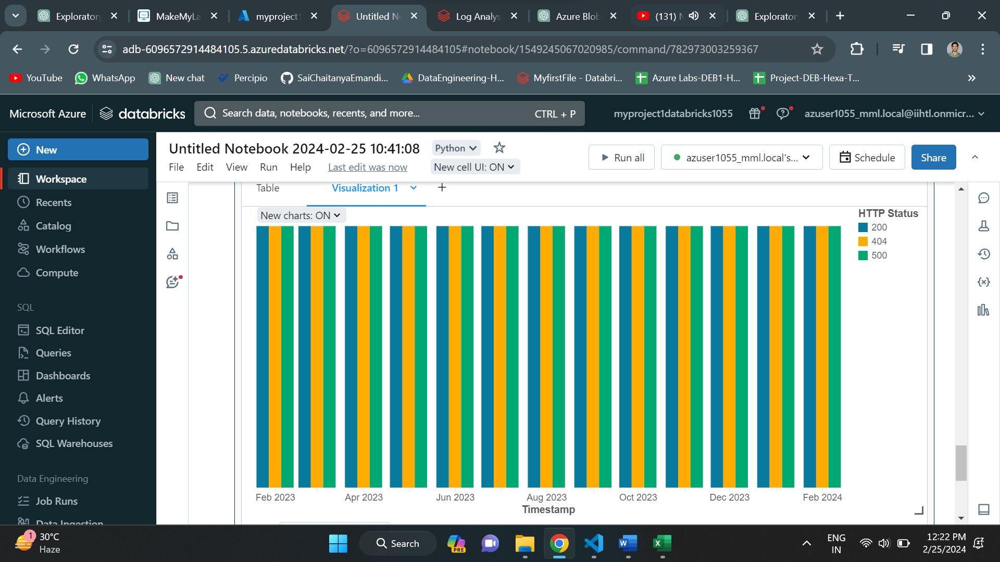 Exploratory
MakeMyLa
myproject1
Untitled No
Log Analys
Azure Blob
(131) N
Exploratory
adb-6096572914484105.5.azuredatabricks.net/?o=6096572914484105#notebook/1549245067020985/command/782973003259367
YouTube
WhatsApp
New chat
Percipio
SaiChaitanyaEmandi...
DataEngineering-H...
MyfirstFile - Databri...
Azure Labs-DEB1-H...
Project-DEB-Hexa-T...
Microsoft Azure
databricks
Search data, notebooks, recents, and more...
CTRL + P
myproject1databricks1055
azuser1055_mml.local@iihtl.onmicr...
New
Workspace
Recents
Catalog
Workflows
Compute
SQL
SQL Editor
Queries
Dashboards
Alerts
Query History
SQL Warehouses
Data Engineering
Job Runs
Data Ingestion
Untitled Notebook 2024-02-25 10:41:08
Python
File Edit View Run Help
Last edit was now
New cell UI: ON
Run all
azuser1055_mml.local's...
Schedule
Share
Table
Visualization 1
New charts: ON
HTTP Status
200
404
500
Feb 2023 Apr 2023 Jun 2023 Aug 2023 Oct 2023 Dec 2023 Feb 2024
Timestamp
1
30°C
Haze
Search
PRE
ENG
IN
12:22 PM
2/25/2024